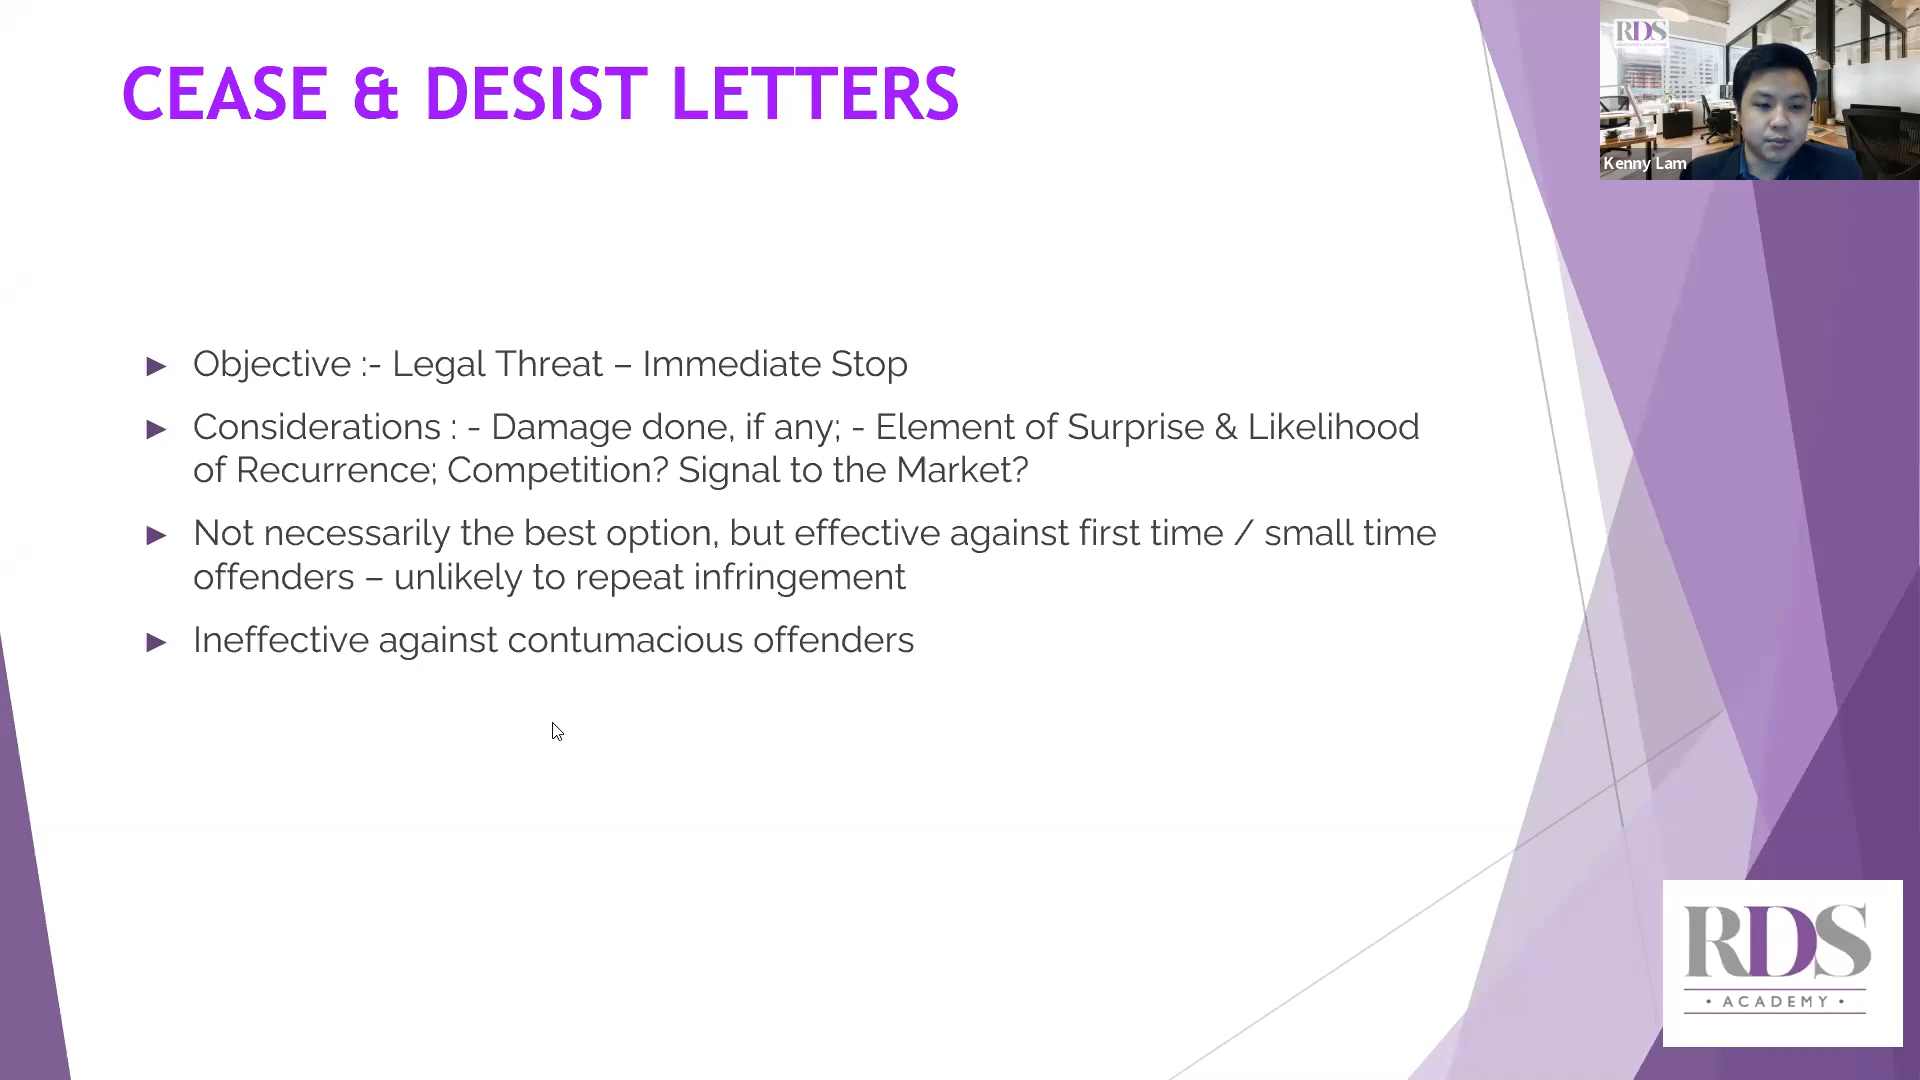 CEASE & DESIST LETTERS
RDS
Kenny Lam
► Objective :- Legal Threat – Immediate Stop
► Considerations : - Damage done, if any; - Element of Surprise & Likelihood
of Recurrence; Competition? Signal to the Market?
► Not necessarily the best option, but effective against first time / small time
offenders – unlikely to repeat infringement
► Ineffective against contumacious offenders
RDS
• ACADEMY •